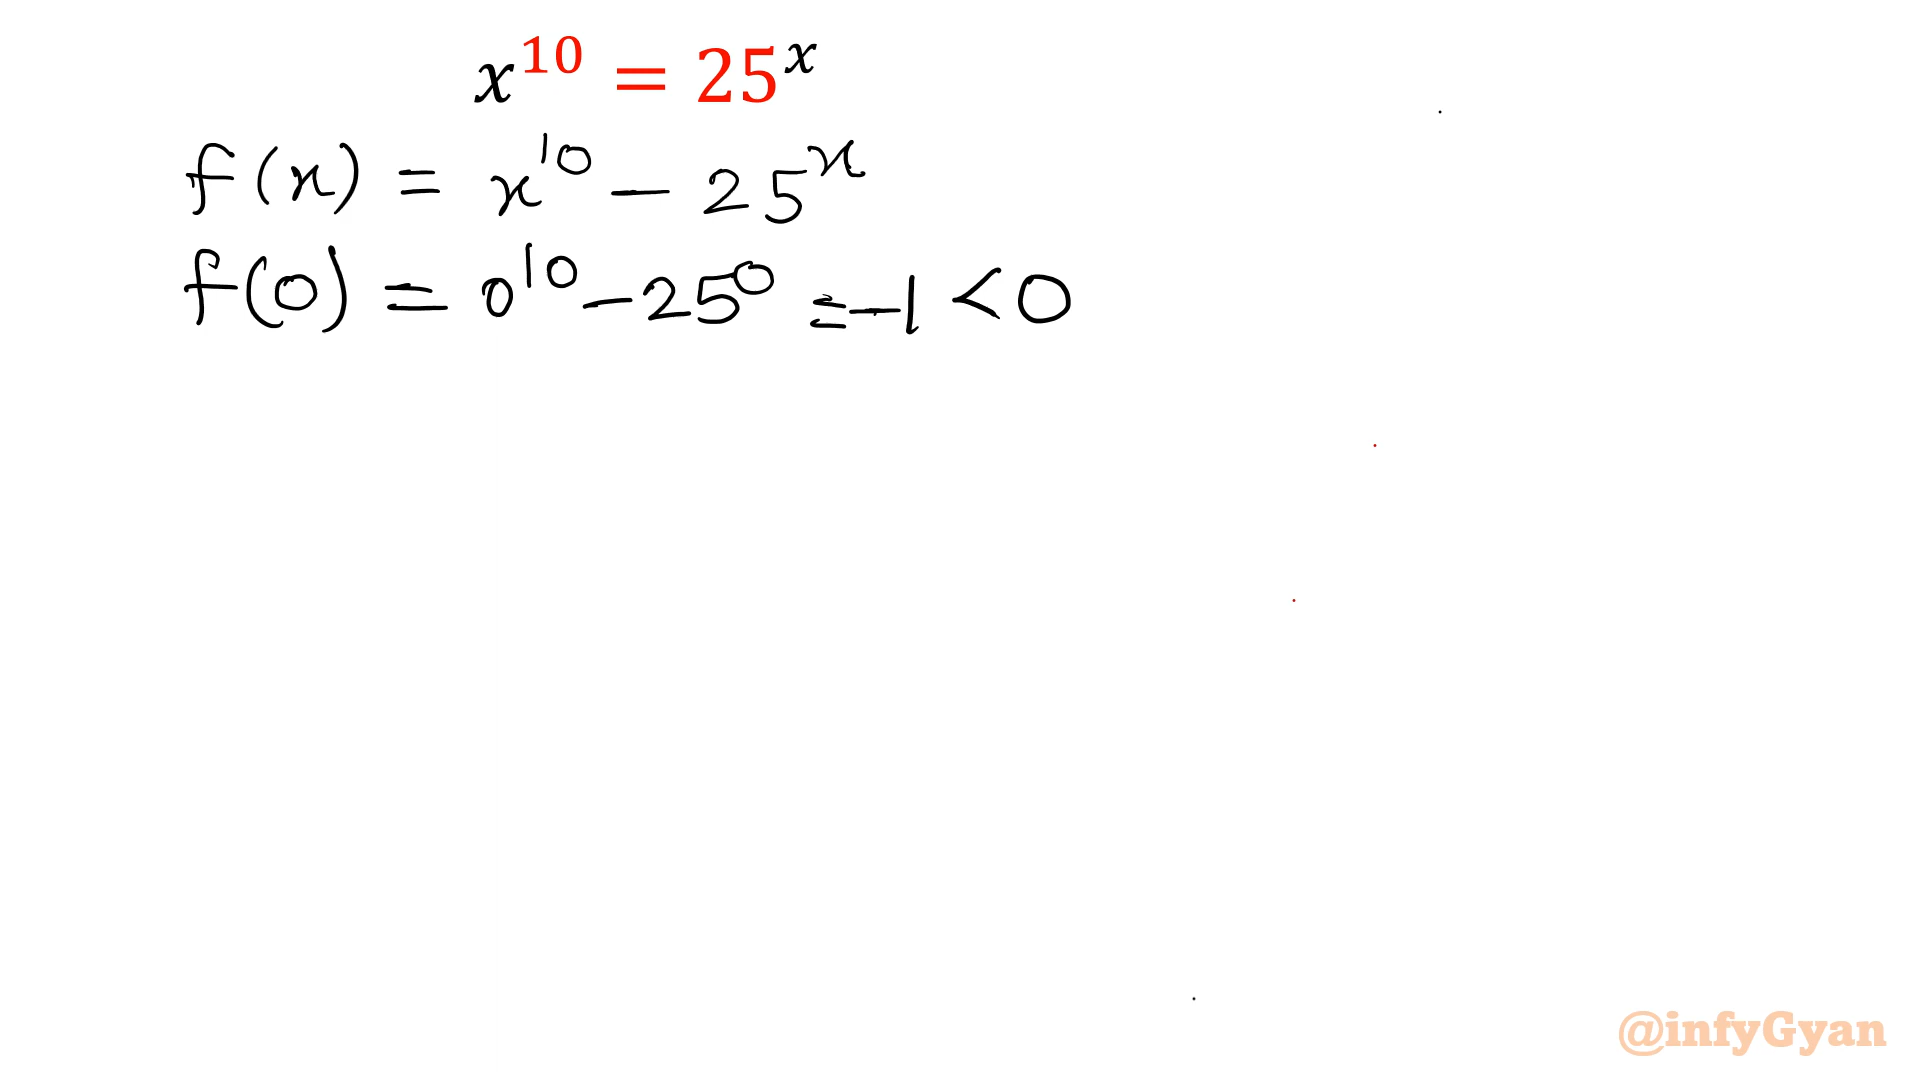 x^10 = 25^x
f(x) = x^10 - 25^x
f(0) = 0^10 - 25^0 = -1 < 0
@infyGyan